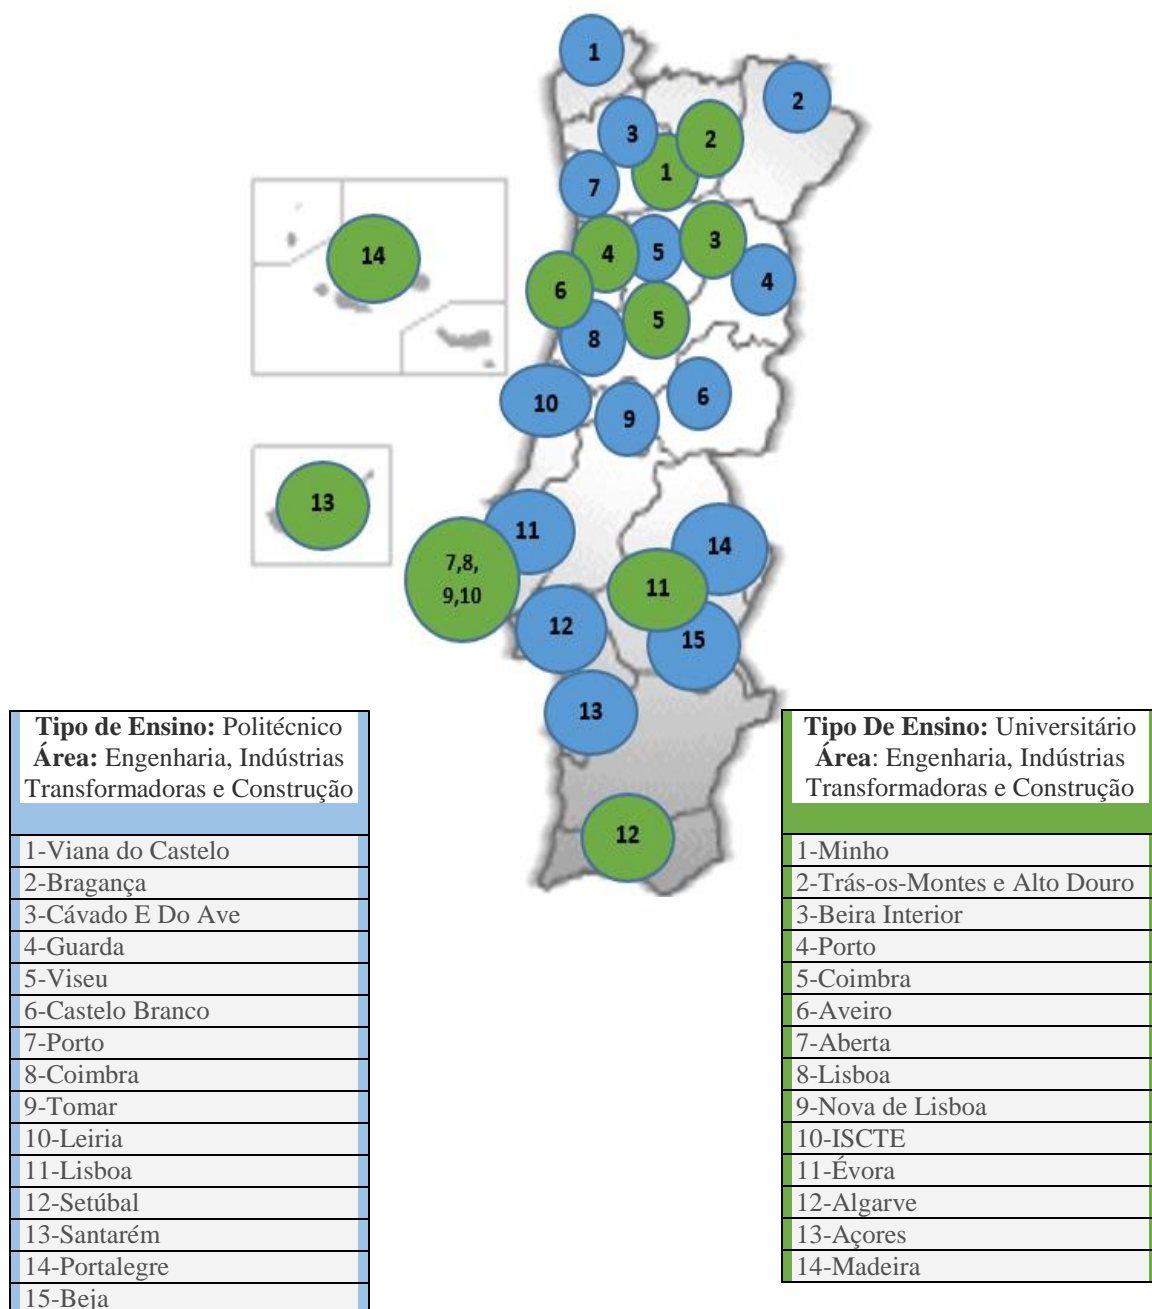 1
2
3
2
1
7
14
4
5
3
6
4
5
8
10
9
6
13
11
14
7,8,
9,10
11
12
15
13
12
Tipo de Ensino: Politécnico
Área: Engenharia, Indústrias
Transformadoras e Construção
1-Viana do Castelo
2-Bragança
3-Cávado E Do Ave
4-Guarda
5-Viseu
6-Castelo Branco
7-Porto
8-Coimbra
9-Tomar
10-Leiria
11-Lisboa
12-Setúbal
13-Santarém
14-Portalegre
15-Beja
Tipo De Ensino: Universitário
Área: Engenharia, Indústrias
Transformadoras e Construção
1-Minho
2-Trás-os-Montes e Alto Douro
3-Beira Interior
4-Porto
5-Coimbra
6-Aveiro
7-Aberta
8-Lisboa
9-Nova de Lisboa
10-ISCTE
11-Évora
12-Algarve
13-Açores
14-Madeira